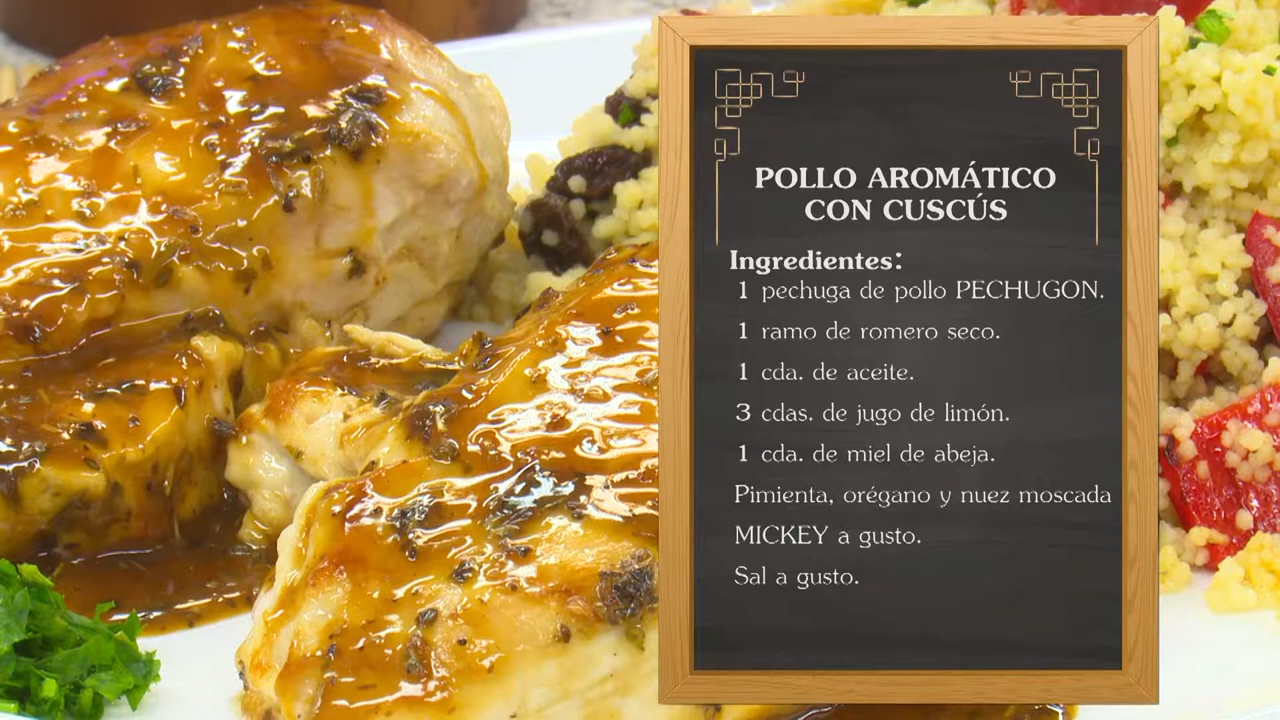 POLLO AROMÁTICO
CON CUSCÚS
Ingredientes:
1 pechuga de pollo PECHUGON.
1 ramo de romero seco.
1 cda. de aceite.
3 cdas. de jugo de limón.
1 cda. de miel de abeja.
Pimienta, orégano y nuez moscada
MICKEY a gusto.
Sal a gusto.